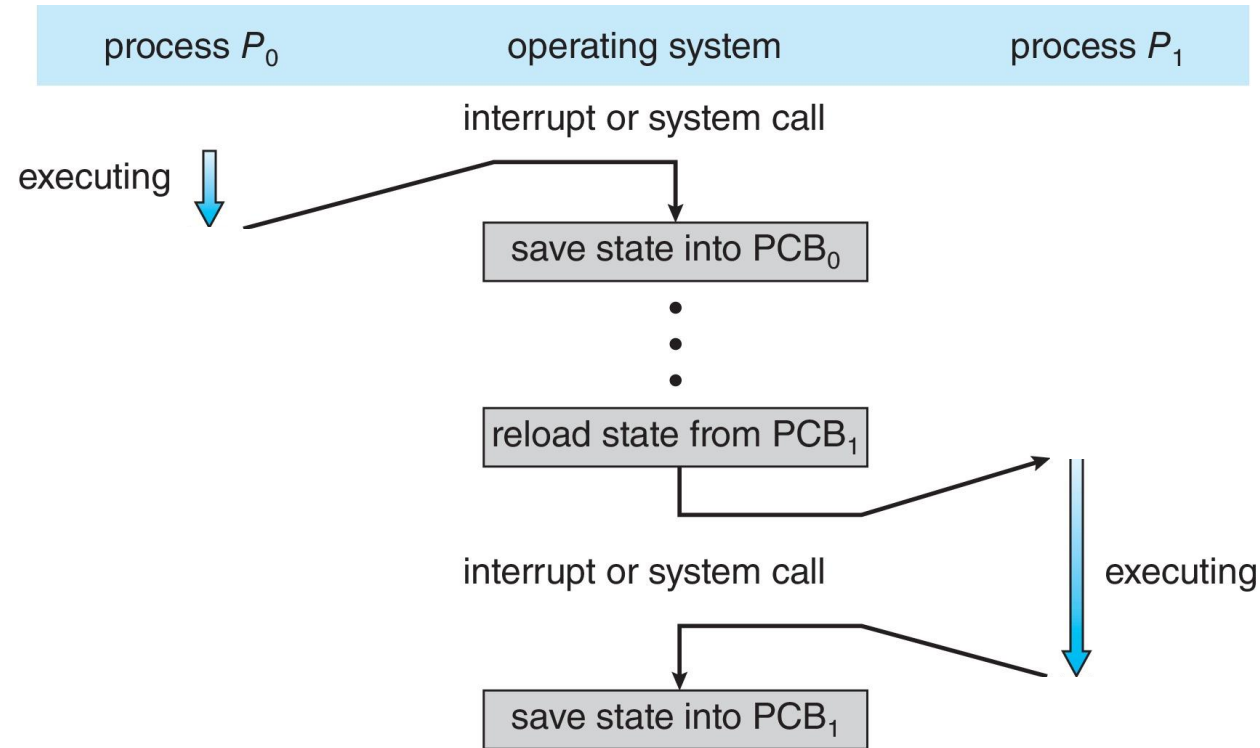 process P₀ operating system process P₁
interrupt or system call
executing
save state into PCB₀
reload state from PCB₁
interrupt or system call
executing
save state into PCB₁